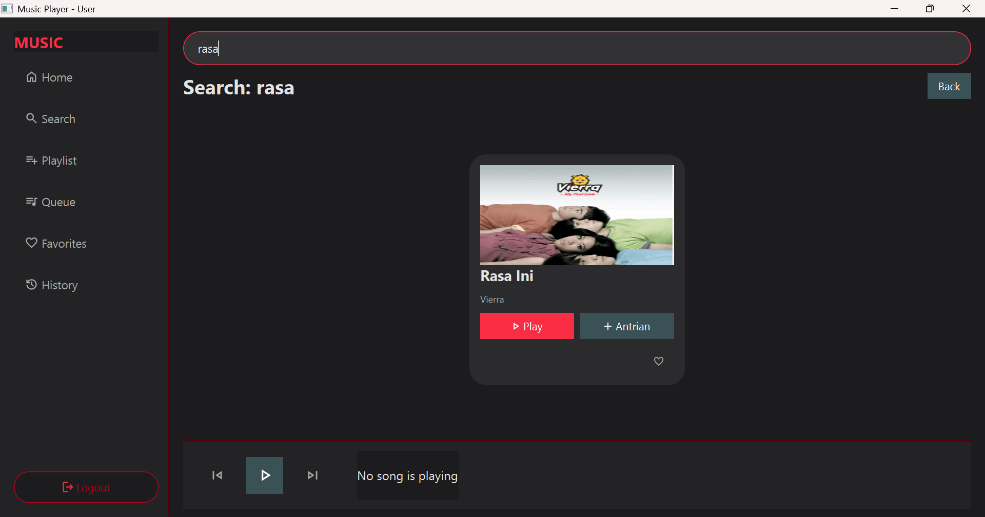 Music Player - User
MUSIC
Home
Search
Playlist
Queue
Favorites
History
Logout
rasa
Search: rasa
Back
Vierra
Rasa Ini
Vierra
Play
+ Antrian
No song is playing